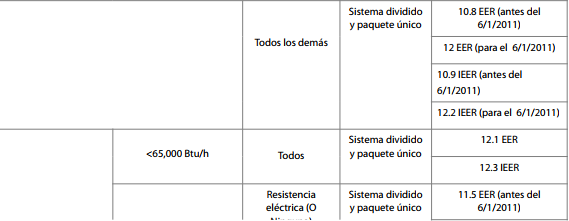 Todos los demás
Sistema dividido
y paquete único
10.8 EER (antes del
6/1/2011)
12 EER (para el 6/1/2011)
10.9 IEER (antes del
6/1/2011)
12.2 IEER (para el 6/1/2011)
<65,000 Btu/h
Todos
Sistema dividido
y paquete único
12.1 EER
12.3 IEER
Resistencia
eléctrica (O
Sistema dividido
y paquete único
11.5 EER (antes del
6/1/2011)